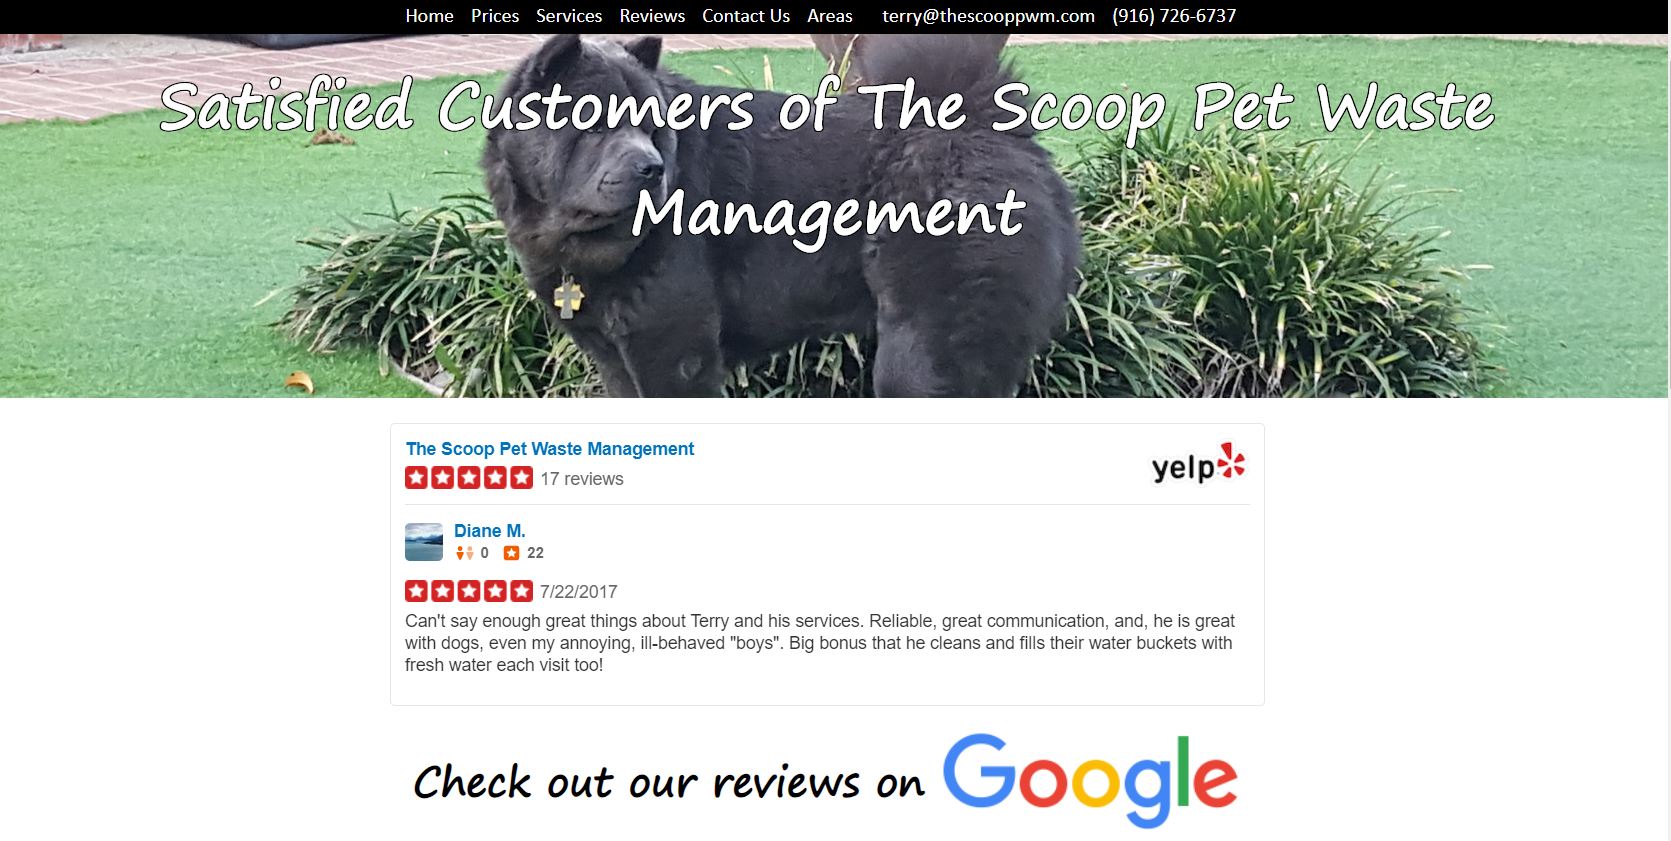 Home Prices Services Reviews Contact Us Areas terry@thescooppwm.com (916) 726-6737
Satisfied Customers of The Scoop Pet Waste
Management
The Scoop Pet Waste Management
17 reviews
yelp
Diane M.
0 22
7/22/2017
Can't say enough great things about Terry and his services. Reliable, great communication, and, he is great
with dogs, even my annoying, ill-behaved "boys". Big bonus that he cleans and fills their water buckets with
fresh water each visit too!
Check out our reviews on Google